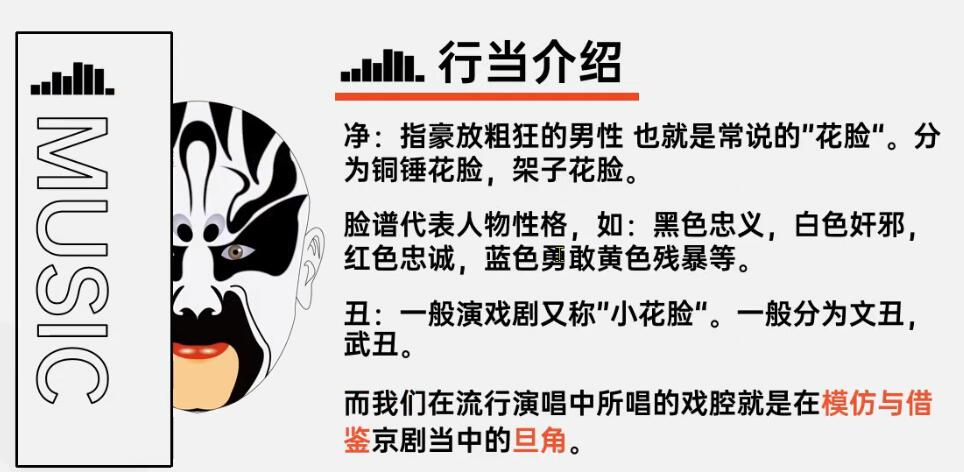 MUSIC
行当介绍
净：指豪放粗狂的男性 也就是常说的"花脸“。分
为铜锤花脸，架子花脸。
脸谱代表人物性格，如：黑色忠义，白色奸邪，
红色忠诚，蓝色勇敢黄色残暴等。
丑：一般演戏剧又称"小花脸“。一般分为文丑，
武丑。
而我们在流行演唱中所唱的戏腔就是在模仿与借
鉴京剧当中的旦角。